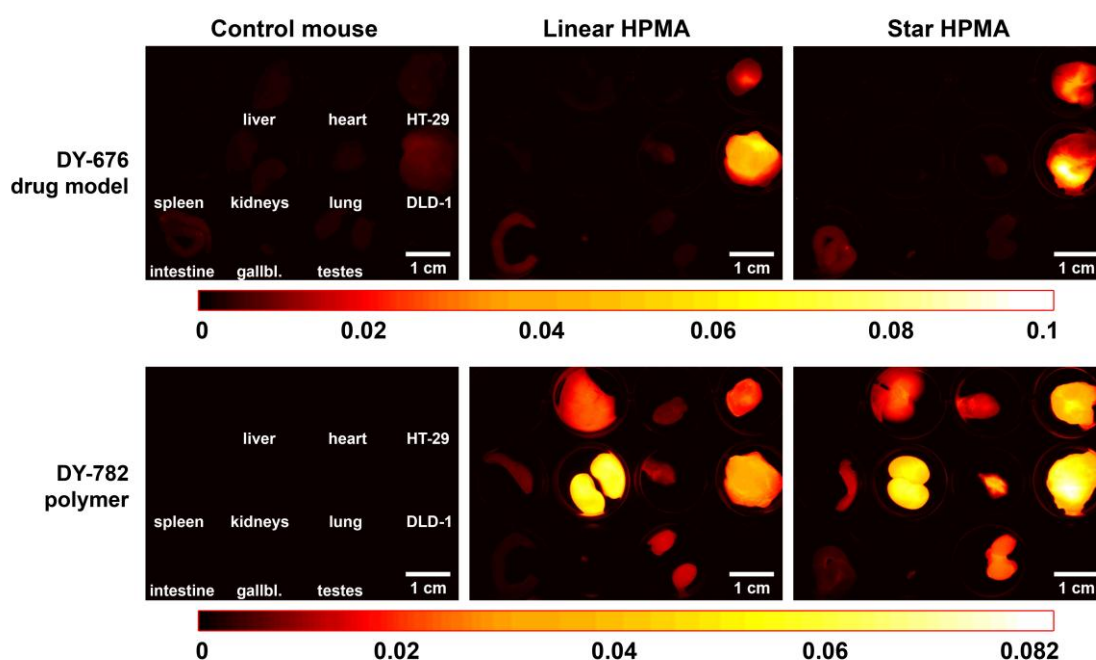 Control mouse Linear HPMA Star HPMA
DY-676
drug model
liver heart HT-29
spleen kidneys lung DLD-1
intestine gallbl. testes
1 cm 1 cm 1 cm
0 0.02 0.04 0.06 0.08 0.1
DY-782
polymer
liver heart HT-29
spleen kidneys lung DLD-1
intestine gallbl. testes
1 cm 1 cm 1 cm
0 0.02 0.04 0.06 0.082